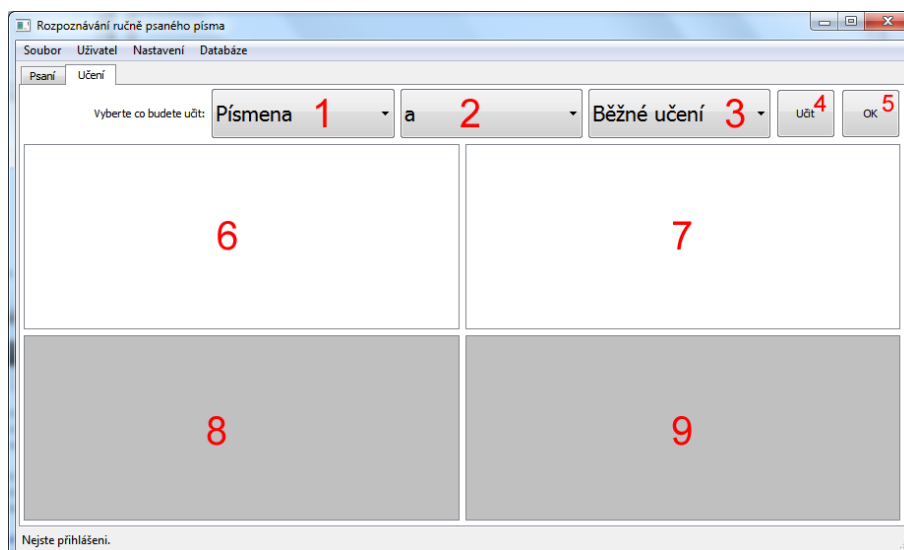 Rozpoznávání ručně psaného písma
Soubor Uživatel Nastavení Databáze
Psaní Učení
Vyberte co budete učit: Písmena 1 a 2 Běžné učení 3 Učit 4 OK 5
6 7
8 9
Nejste přihlášeni.